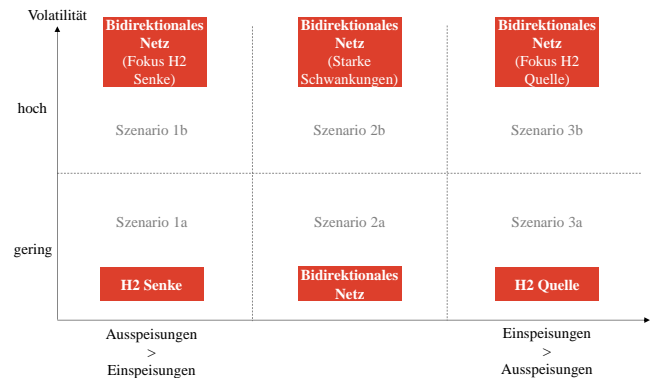 Volatilität
Bidirektionales
Netz
(Fokus H2
Senke)
Bidirektionales
Netz
(Starke
Schwankungen)
Bidirektionales
Netz
(Fokus H2
Quelle)
hoch
Szenario 1b
Szenario 2b
Szenario 3b
Szenario 1a
Szenario 2a
Szenario 3a
gering
H2 Senke
Bidirektionales
Netz
H2 Quelle
Ausspeisungen
>
Einspeisungen
Einspeisungen
>
Ausspeisungen